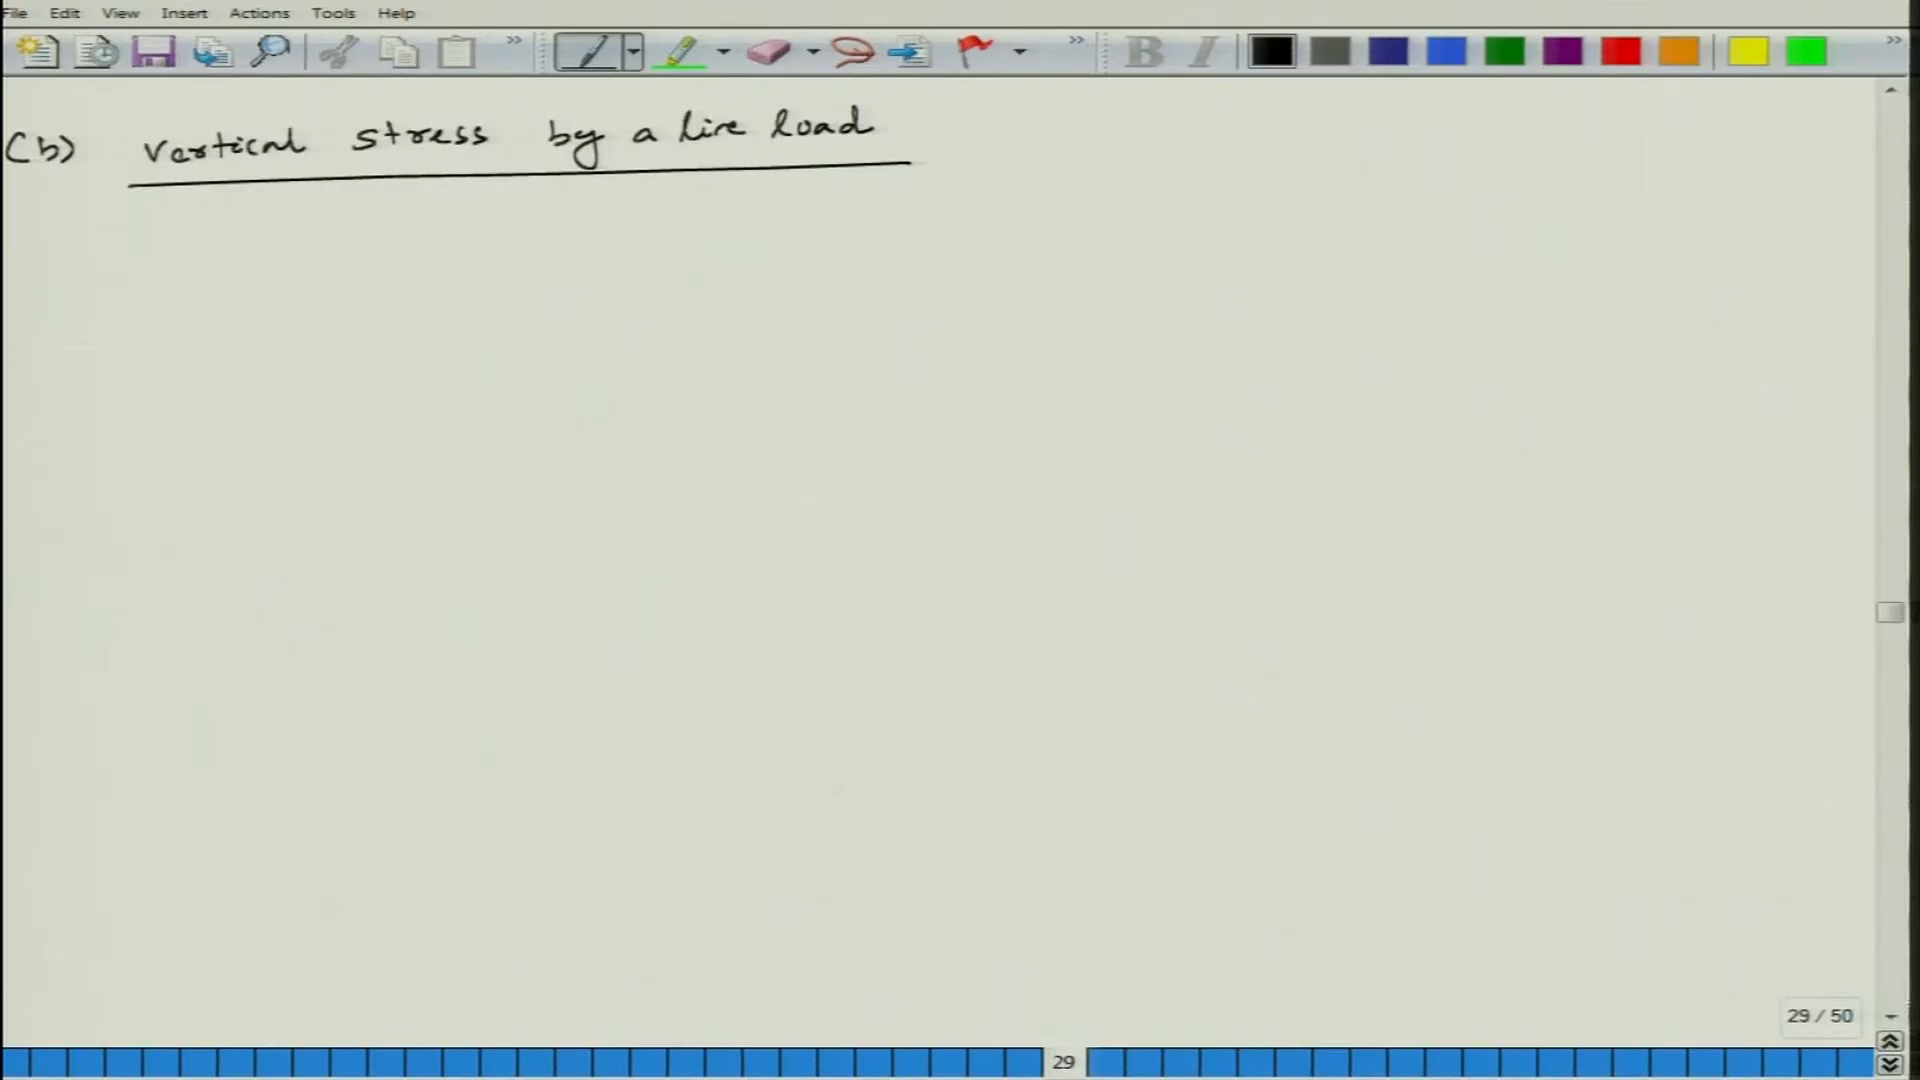 File Edit View Insert Actions Tools Help
B I
(b) vertical stress by a line load
29 / 50
29